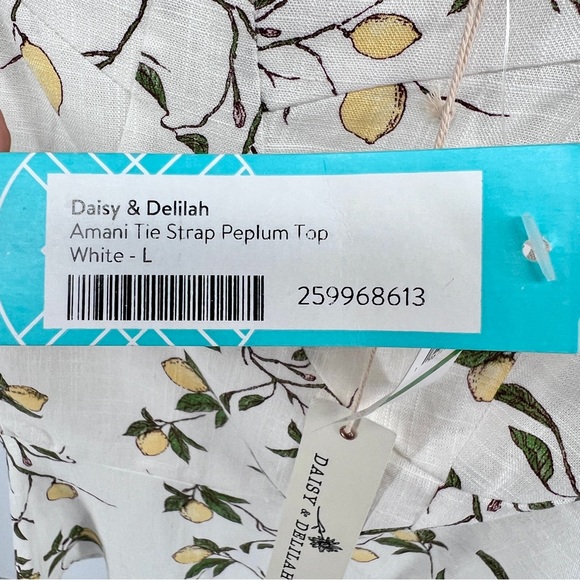 Daisy & Delilah
Amani Tie Strap Peplum Top
White - L
259968613
DAISY & DELILAH